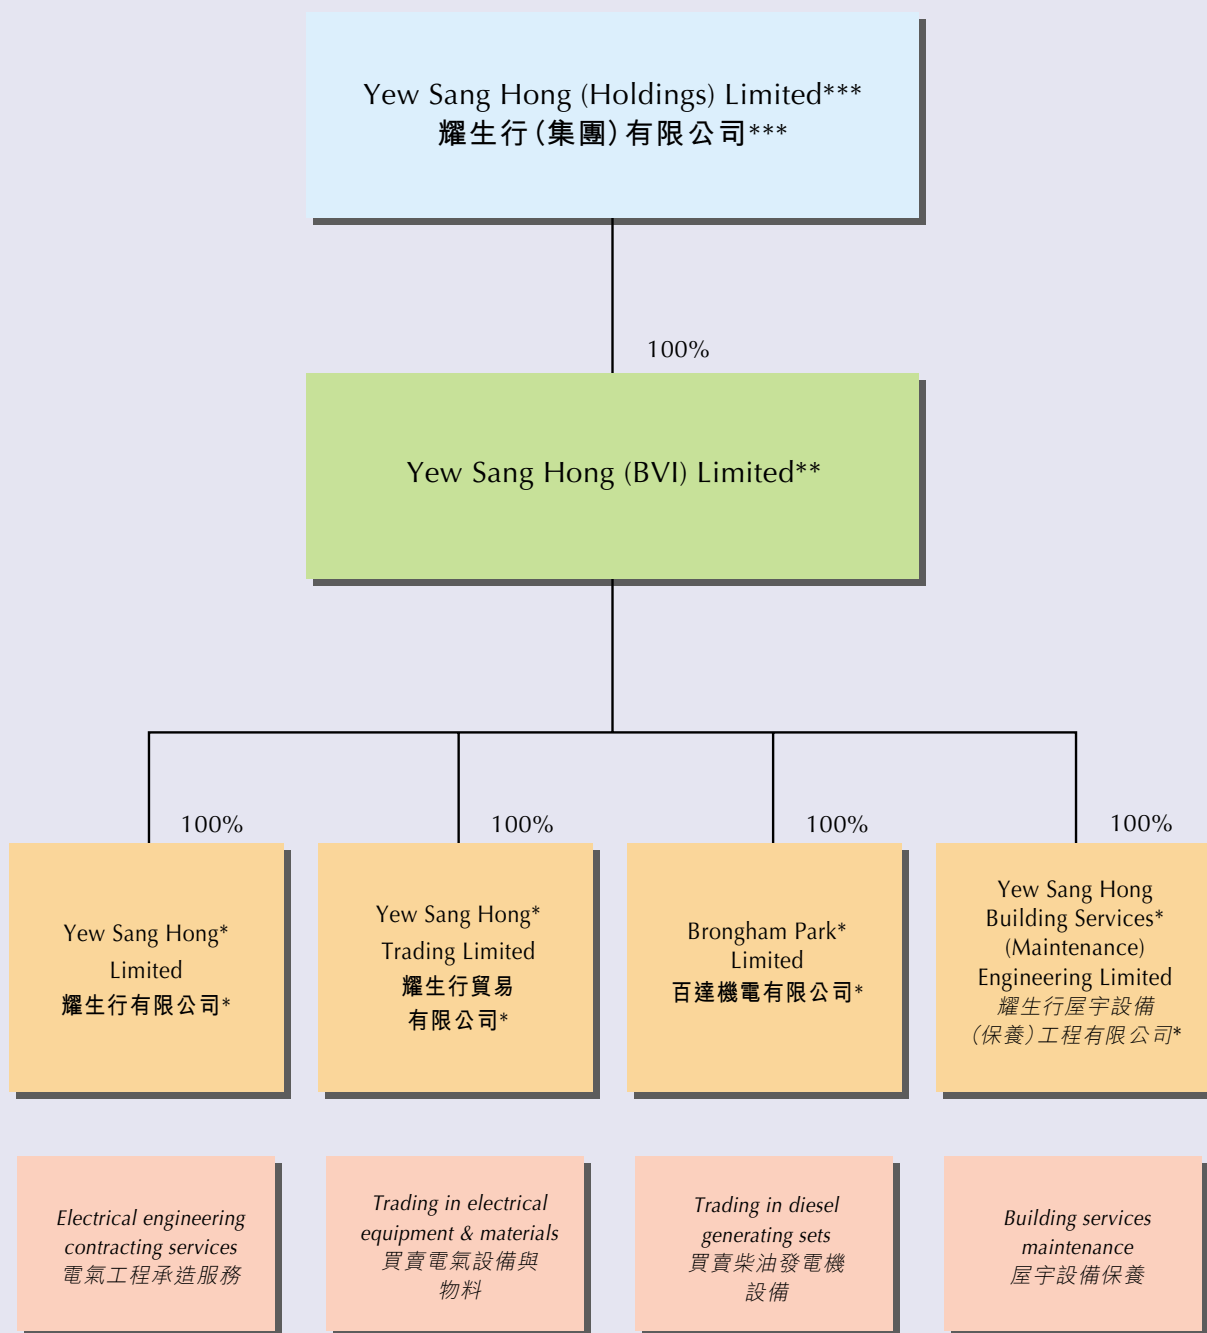 Yew Sang Hong (Holdings) Limited***
耀生行(集團)有限公司***
100%
Yew Sang Hong (BVI) Limited**
100%
100%
100%
100%
Yew Sang Hong*
Limited
耀生行有限公司*
Yew Sang Hong*
Trading Limited
耀生行貿易
有限公司*
Brongham Park*
Limited
百達機電有限公司*
Yew Sang Hong
Building Services*
(Maintenance)
Engineering Limited
耀生行屋宇設備
(保養)工程有限公司*
Electrical engineering
contracting services
電氣工程承造服務
Trading in electrical
equipment & materials
買賣電氣設備與
物料
Trading in diesel
generating sets
買賣柴油發電機
設備
Building services
maintenance
屋宇設備保養